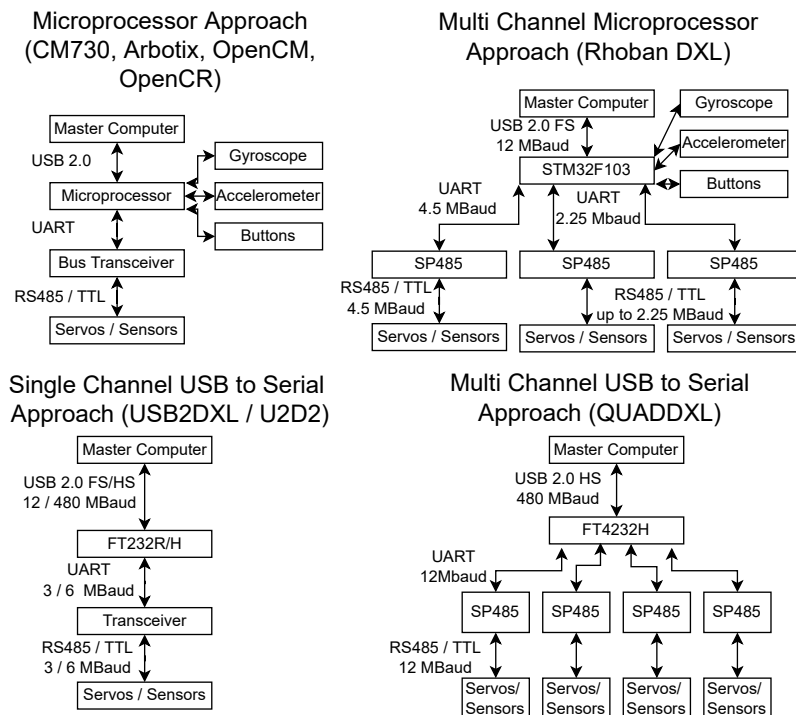 Microprocessor Approach
(CM730, Arbotix, OpenCM,
OpenCR)
Master Computer
USB 2.0
Gyroscope
Microprocessor
Accelerometer
UART
Buttons
Bus Transceiver
RS485 / TTL
Servos / Sensors
Multi Channel Microprocessor
Approach (Rhoban DXL)
Master Computer
Gyroscope
USB 2.0 FS
12 MBaud
Accelerometer
STM32F103
Buttons
UART
4.5 MBaud
UART
2.25 Mbaud
SP485
SP485
SP485
RS485 / TTL
4.5 MBaud
RS485 / TTL
up to 2.25 MBaud
Servos / Sensors
Servos / Sensors
Servos / Sensors
Single Channel USB to Serial
Approach (USB2DXL / U2D2)
Master Computer
USB 2.0 FS/HS
12 / 480 MBaud
FT232R/H
UART
3 / 6 MBaud
Transceiver
RS485 / TTL
3 / 6 MBaud
Servos / Sensors
Multi Channel USB to Serial
Approach (QUADDXL)
Master Computer
USB 2.0 HS
480 MBaud
FT4232H
UART
12Mbaud
SP485
SP485
SP485
SP485
RS485 / TTL
12 MBaud
Servos/
Sensors
Servos/
Sensors
Servos/
Sensors
Servos/
Sensors